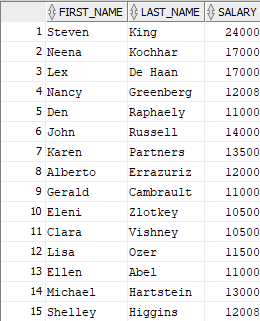 FIRST_NAME LAST_NAME SALARY
1 Steven King 24000
2 Neena Kochhar 17000
3 Lex De Haan 17000
4 Nancy Greenberg 12008
5 Den Raphaely 11000
6 John Russell 14000
7 Karen Partners 13500
8 Alberto Errazuriz 12000
9 Gerald Cambrault 11000
10 Eleni Zlotkey 10500
11 Clara Vishney 10500
12 Lisa Ozer 11500
13 Ellen Abel 11000
14 Michael Hartstein 13000
15 Shelley Higgins 12008